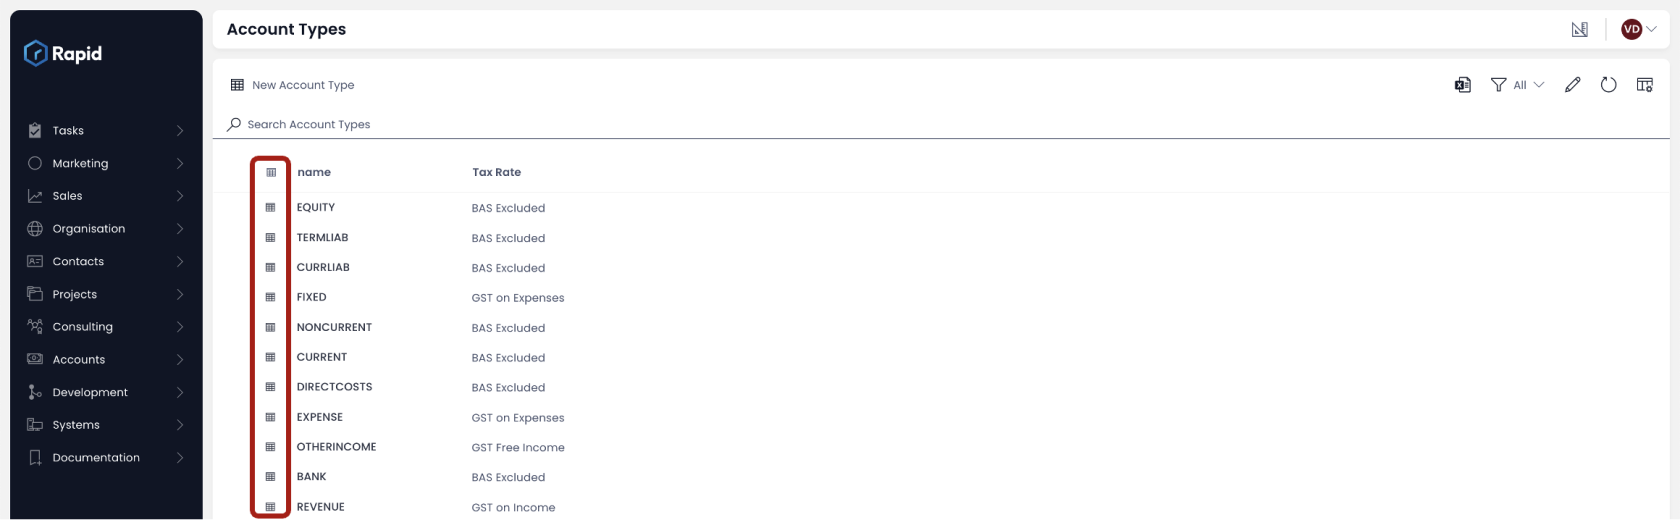 Rapid
Account Types
VD
New Account Type
All
Search Account Types
Tasks
Marketing
Sales
Organisation
Contacts
Projects
Consulting
Accounts
Development
Systems
Documentation
name Tax Rate
EQUITY BAS Excluded
TERMLIAB BAS Excluded
CURRLIAB BAS Excluded
FIXED GST on Expenses
NONCURRENT BAS Excluded
CURRENT BAS Excluded
DIRECTCOSTS BAS Excluded
EXPENSE GST on Expenses
OTHERINCOME GST Free Income
BANK BAS Excluded
REVENUE GST on Income